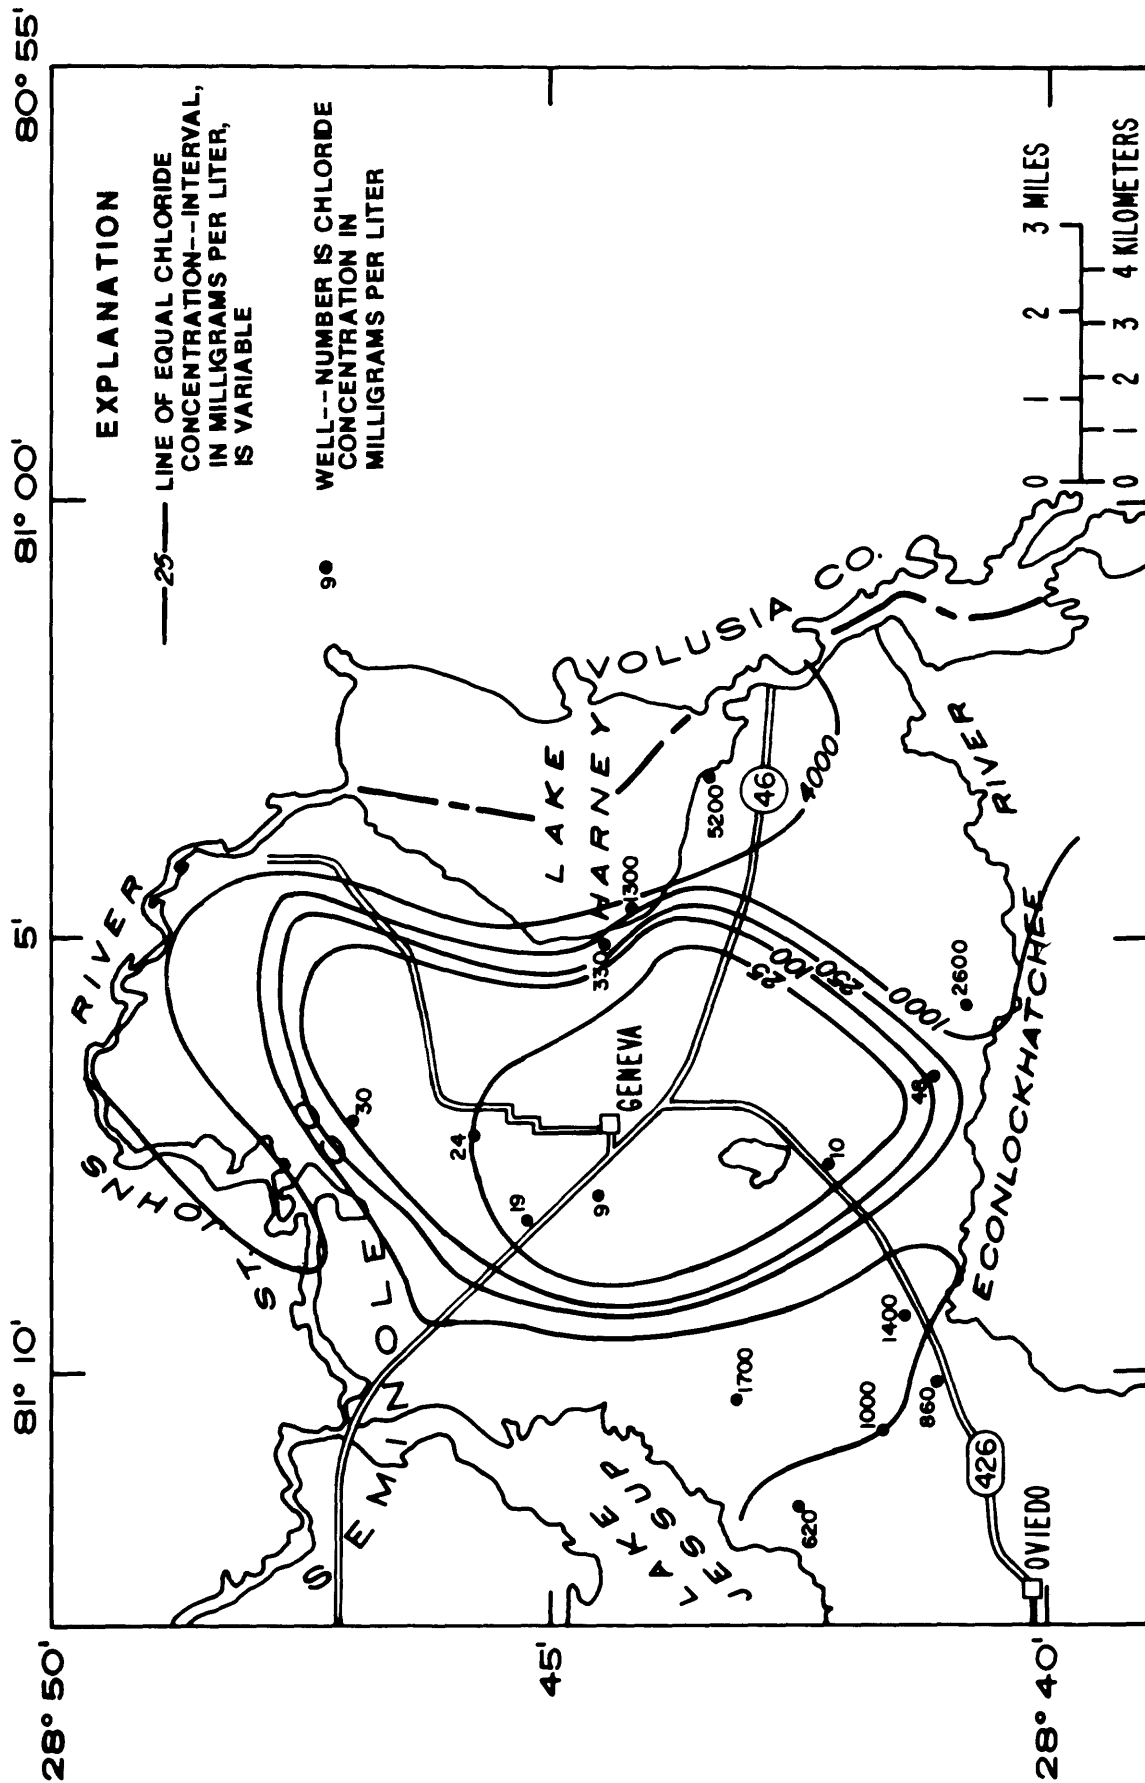 28° 50'
45'
28° 40'
81° 10'
5'
81° 00'
80° 55'
EXPLANATION
25 LINE OF EQUAL CHLORIDE
CONCENTRATION--INTERVAL,
IN MILLIGRAMS PER LITER,
IS VARIABLE
9 WELL--NUMBER IS CHLORIDE
CONCENTRATION IN
MILLIGRAMS PER LITER
ST. JOHNS RIVER
SEMINOLE CO.
LAKE
HARNEY
VOLUSIA CO.
LAKE
JESSUP
GENEVA
OVIEDO
ECONLOCKHATCHEE RIVER
46
426
30
24
19
9
10
48
330
1300
5200
4000
2600
25
100
250
1000
1700
1400
1000
860
620
0 1 2 3 MILES
0 1 2 3 4 KILOMETERS